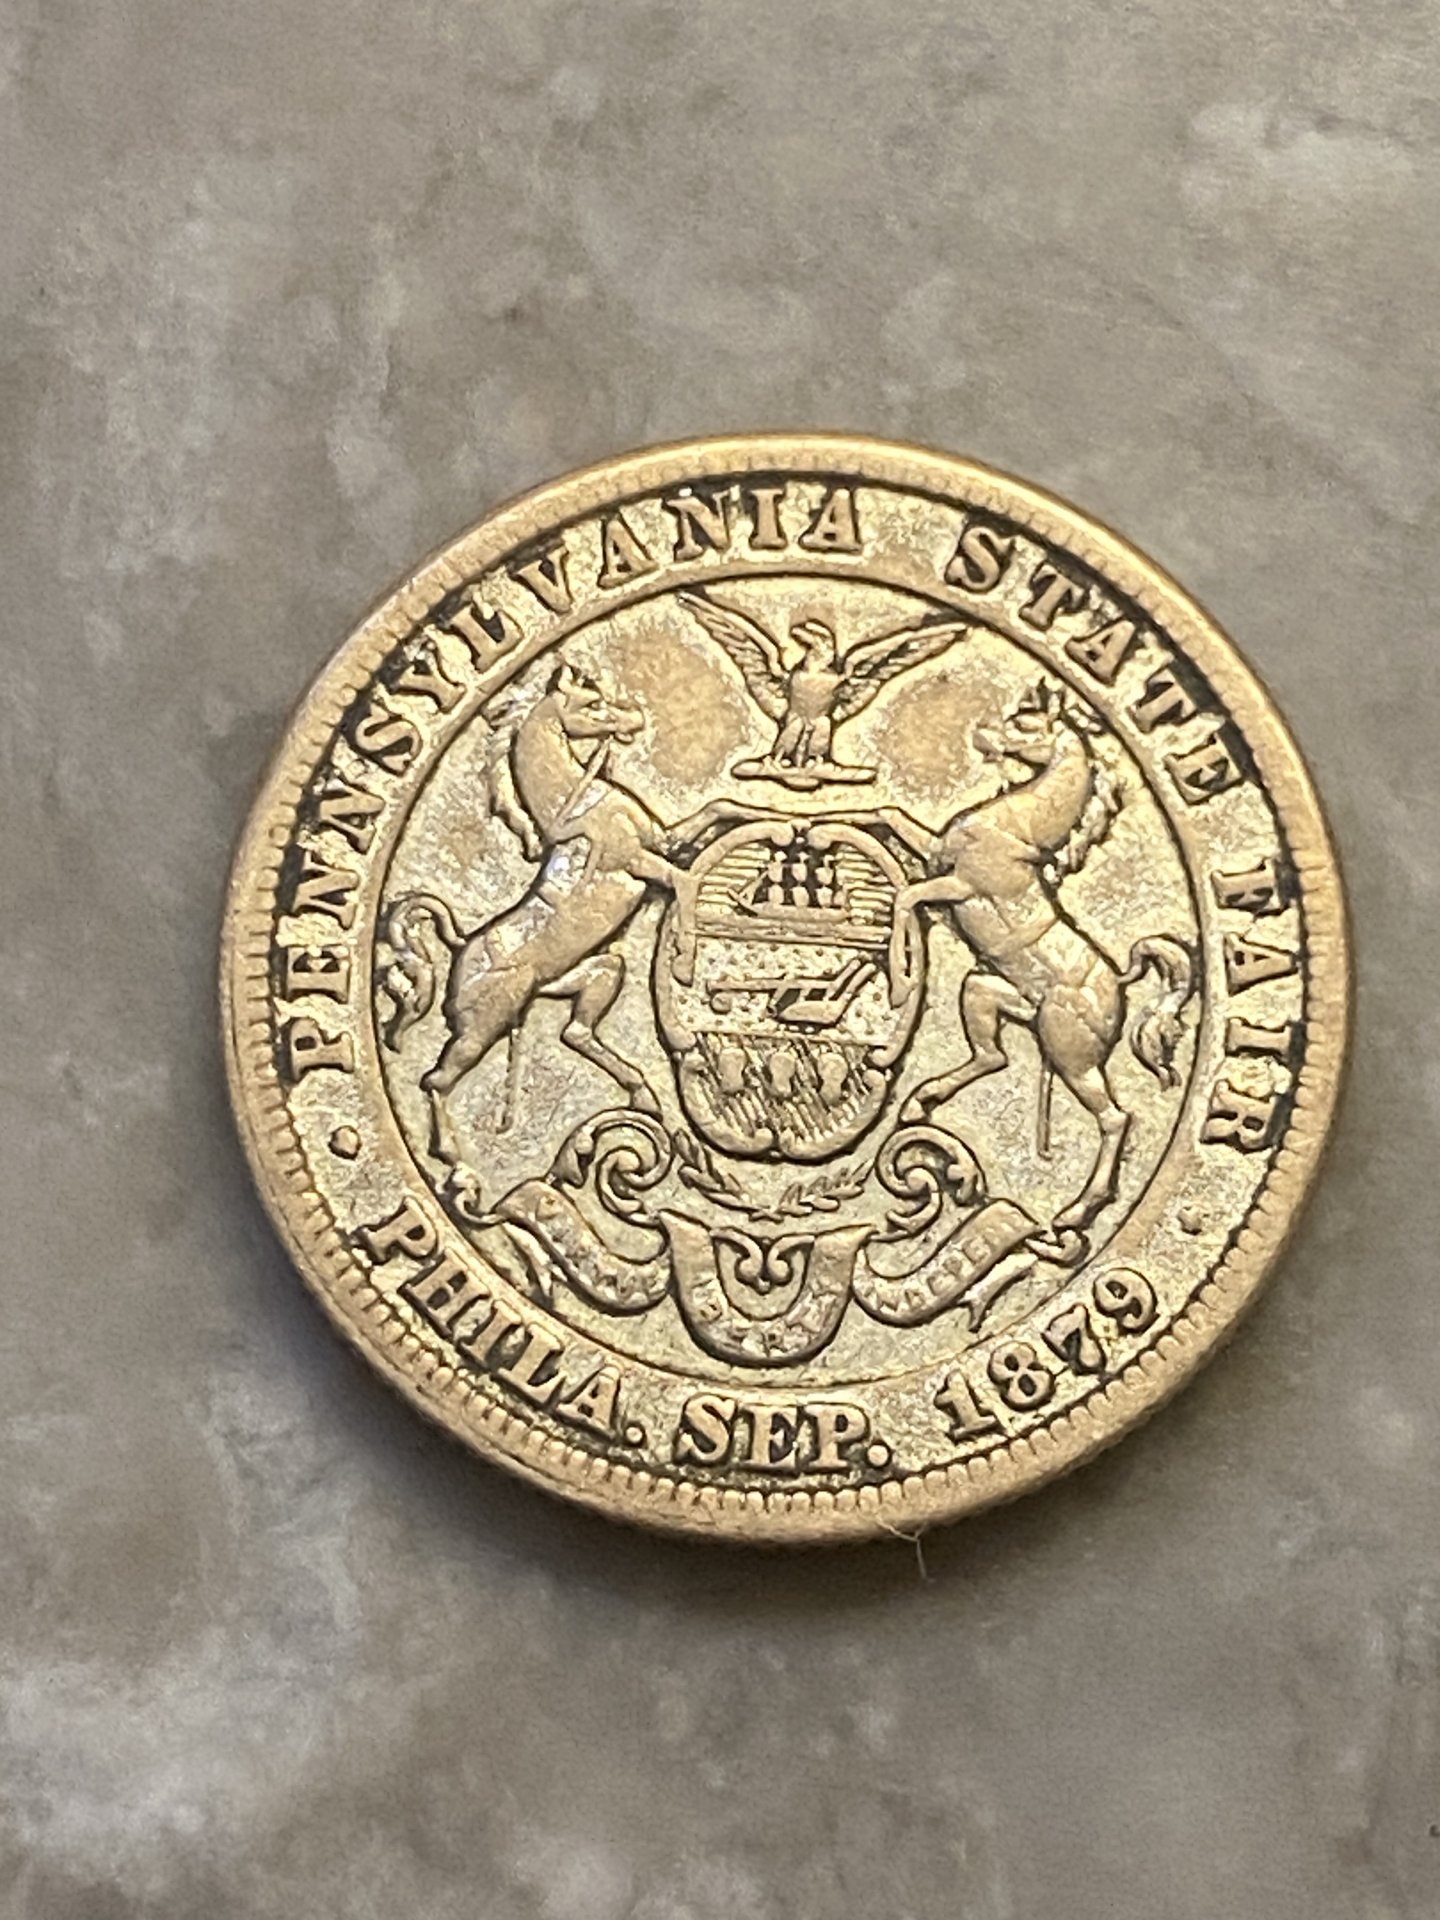 PENNSYLVANIA STATE FAIR
PHILA. SEP. 1879